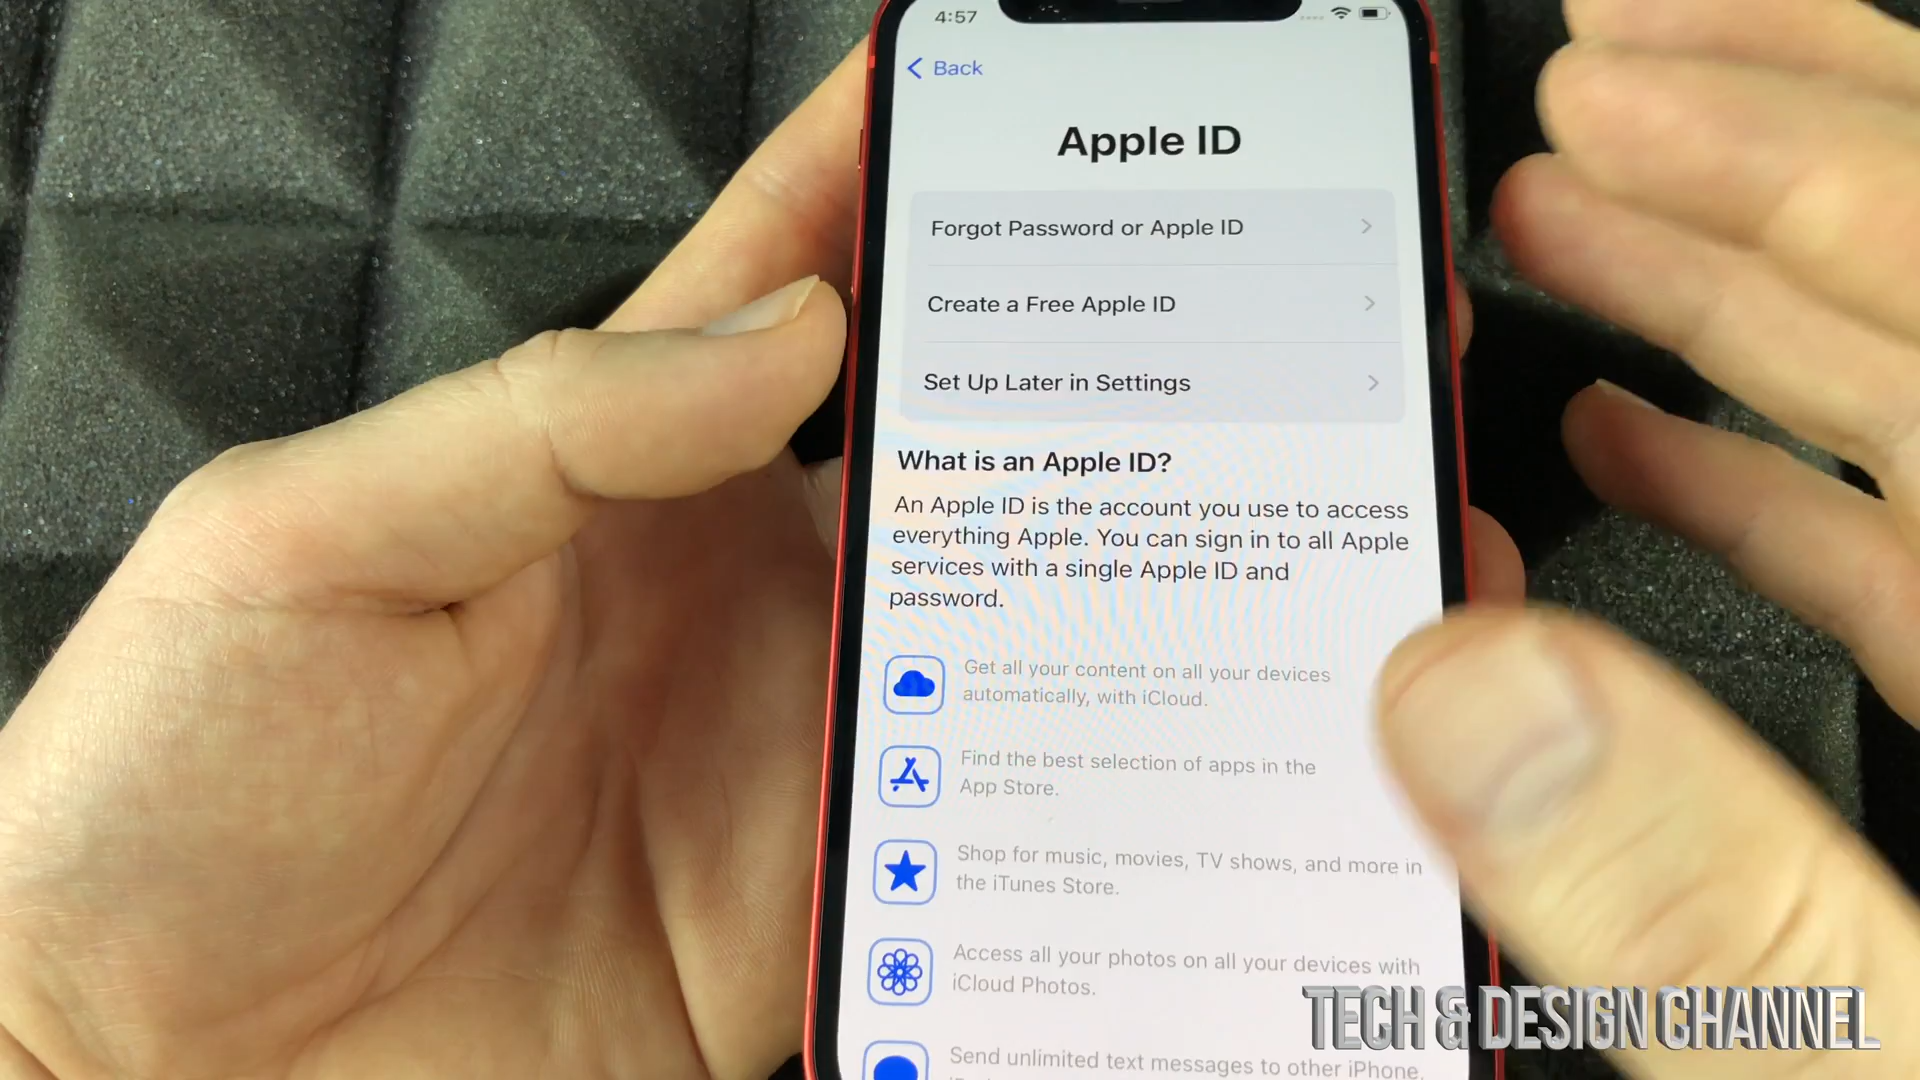 4:57
Back
Apple ID
Forgot Password or Apple ID
Create a Free Apple ID
Set Up Later in Settings
What is an Apple ID?
An Apple ID is the account you use to access
everything Apple. You can sign in to all Apple
services with a single Apple ID and
password.
Get all your content on all your devices
automatically, with iCloud.
Find the best selection of apps in the
App Store.
Shop for music, movies, TV shows, and more in
the iTunes Store.
Access all your photos on all your devices with
iCloud Photos.
Send unlimited text messages to other iPhone,
TECH & DESIGN CHANNEL